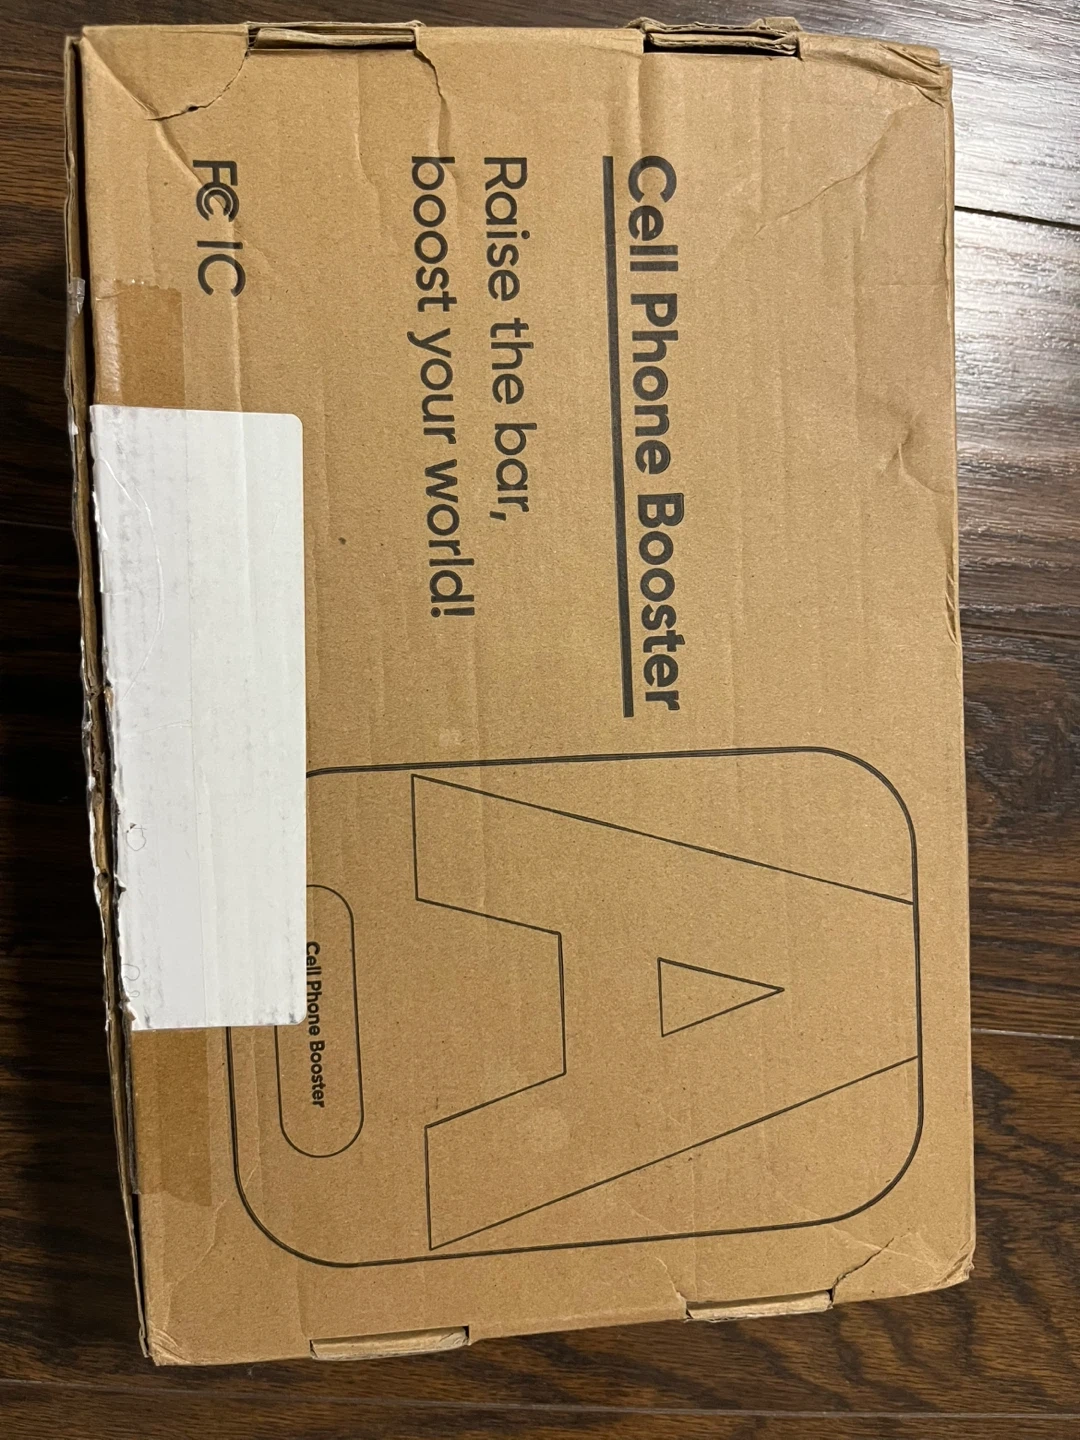 Cell Phone Booster
Raise the bar,
boost your world!
FC IC
Cell Phone Booster